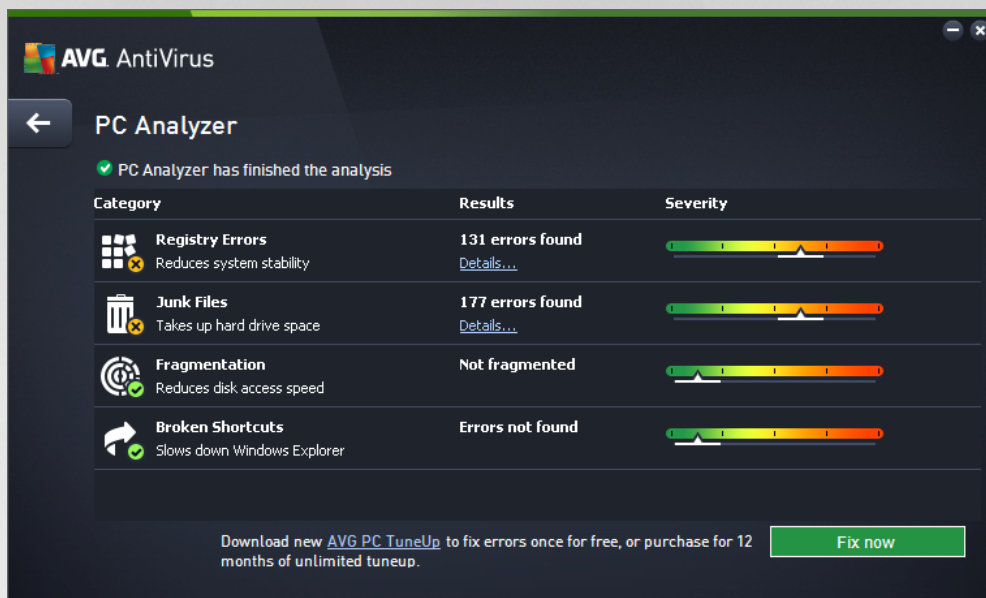 AVG. AntiVirus
PC Analyzer
PC Analyzer has finished the analysis
Category Results Severity
Registry Errors 131 errors found
Reduces system stability Details...
Junk Files 177 errors found
Takes up hard drive space Details...
Fragmentation Not fragmented
Reduces disk access speed
Broken Shortcuts Errors not found
Slows down Windows Explorer
Download new AVG PC TuneUp to fix errors once for free, or purchase for 12 Fix now
months of unlimited tuneup.